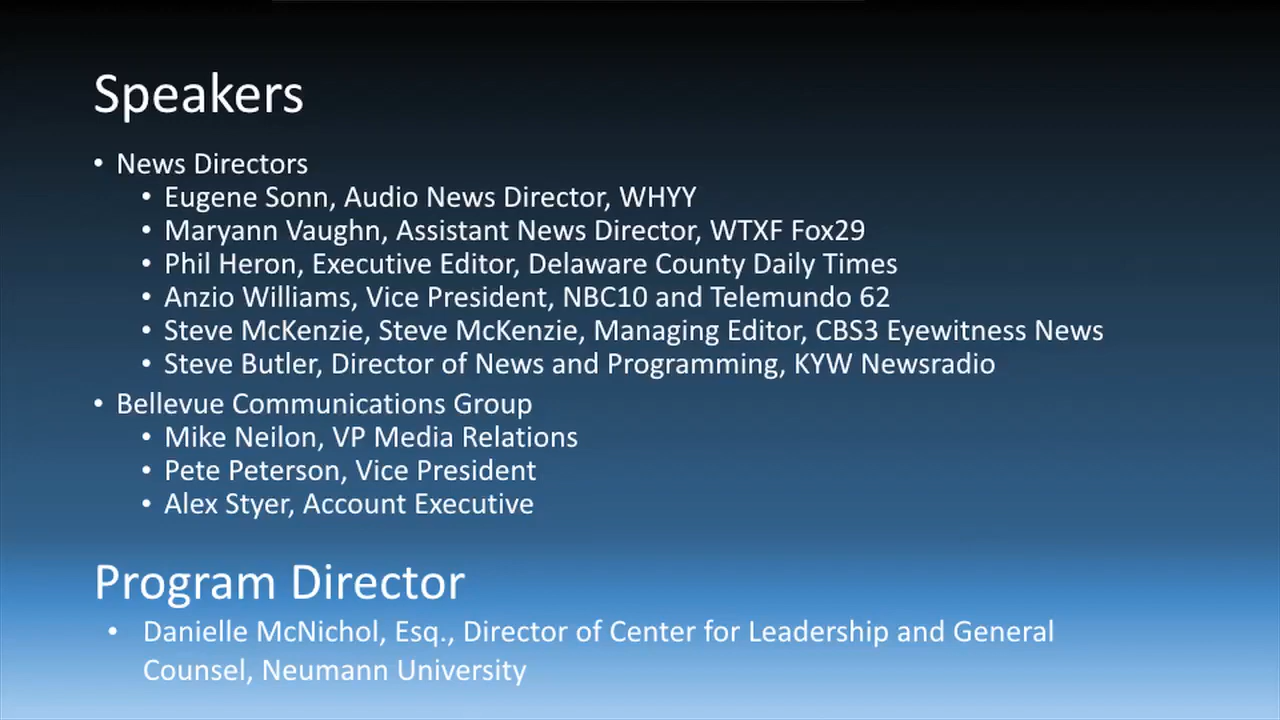 Speakers
• News Directors
• Eugene Sonn, Audio News Director, WHYY
• Maryann Vaughn, Assistant News Director, WTXF Fox29
• Phil Heron, Executive Editor, Delaware County Daily Times
• Anzio Williams, Vice President, NBC10 and Telemundo 62
• Steve McKenzie, Steve McKenzie, Managing Editor, CBS3 Eyewitness News
• Steve Butler, Director of News and Programming, KYW Newsradio
• Bellevue Communications Group
• Mike Neilon, VP Media Relations
• Pete Peterson, Vice President
• Alex Styer, Account Executive
Program Director
• Danielle McNichol, Esq., Director of Center for Leadership and General
Counsel, Neumann University